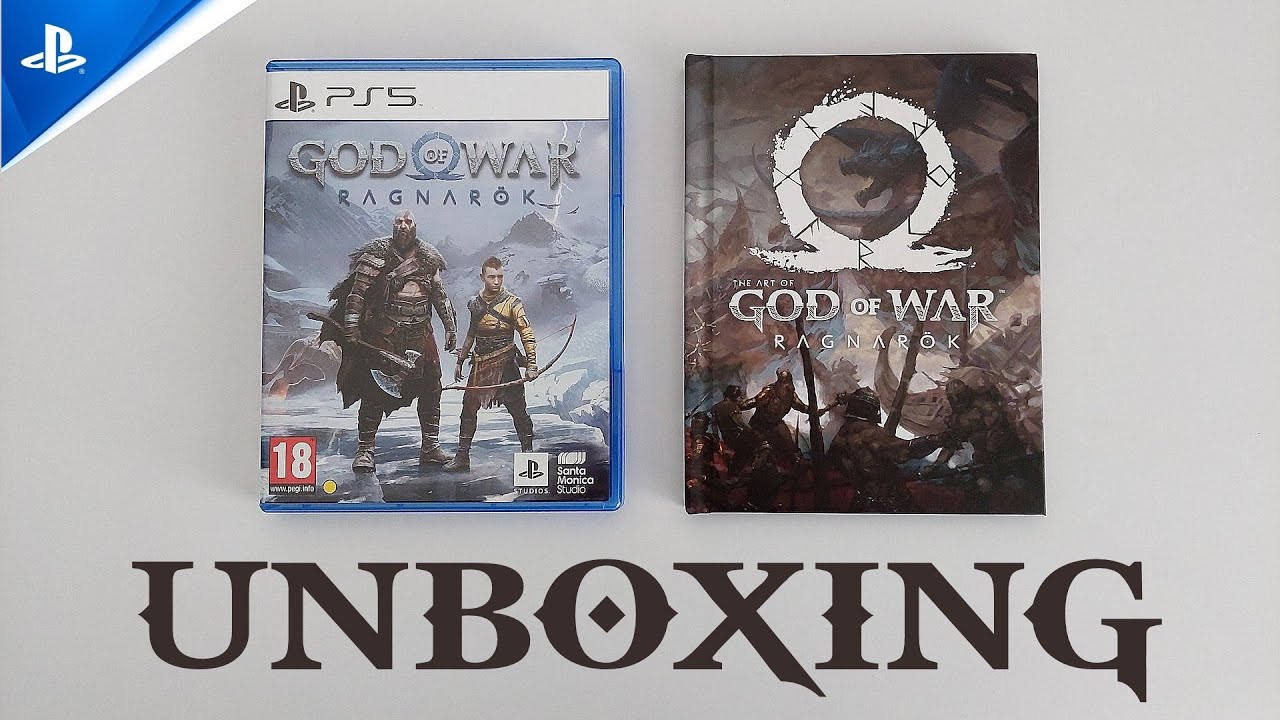 PS5
GOD OF WAR
RAGNARÖK
18
www.pegi.info
STUDIOS
Santa
Monica
Studio
THE ART OF
GOD OF WAR™
RAGNARÖK
UNBOXING